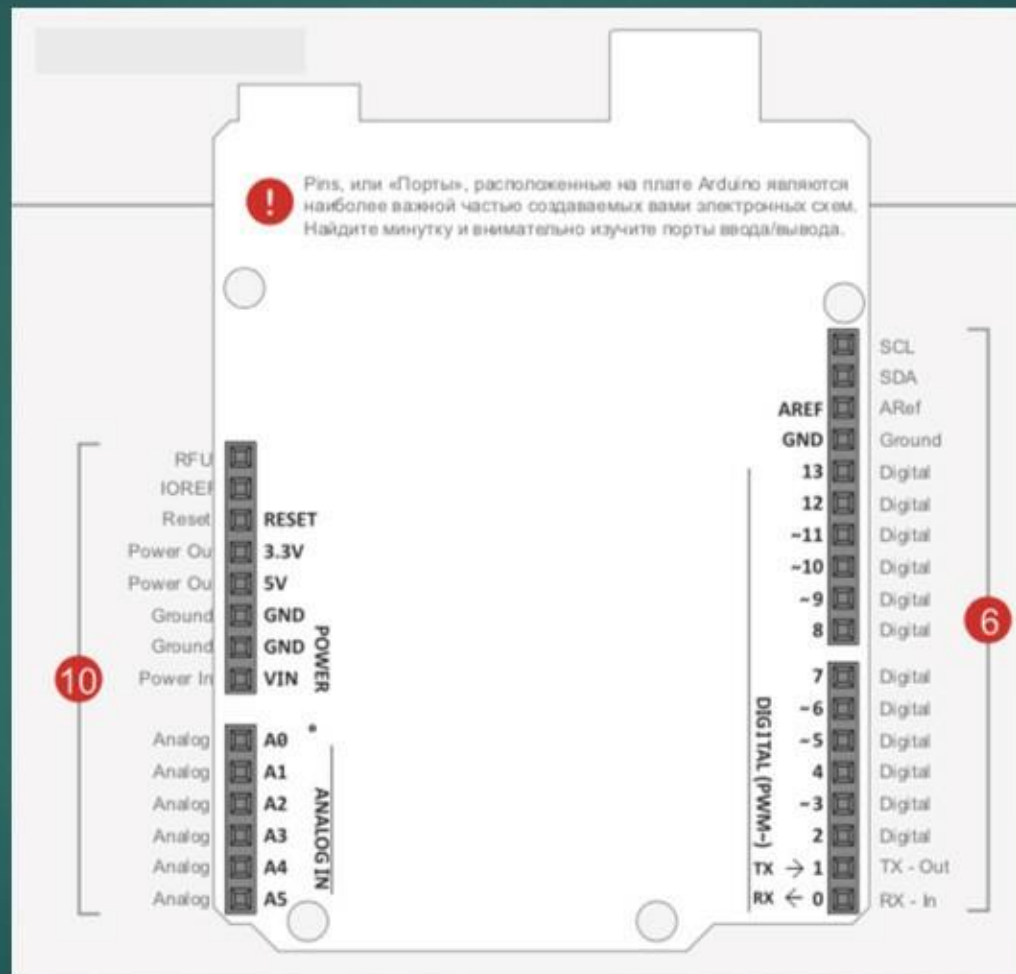 Pins, или «Порты», расположенные на плате Arduino являются
наиболее важной частью создаваемых вами электронных схем.
Найдите минутку и внимательно изучите порты ввода/вывода.
!
RFU
IOREF
Reset RESET
Power Ou 3.3V
Power Ou 5V
Ground GND
Ground GND
Power In VIN
POWER
10
Analog A0 *
Analog A1
Analog A2
Analog A3
Analog A4
Analog A5
ANALOG IN
SCL
SDA
AREF ARef
GND Ground
13 Digital
12 Digital
~11 Digital
~10 Digital
~9 Digital
8 Digital
6
7 Digital
~6 Digital
~5 Digital
4 Digital
~3 Digital
2 Digital
TX → 1 TX - Out
RX ← 0 RX - In
DIGITAL (PWM~)